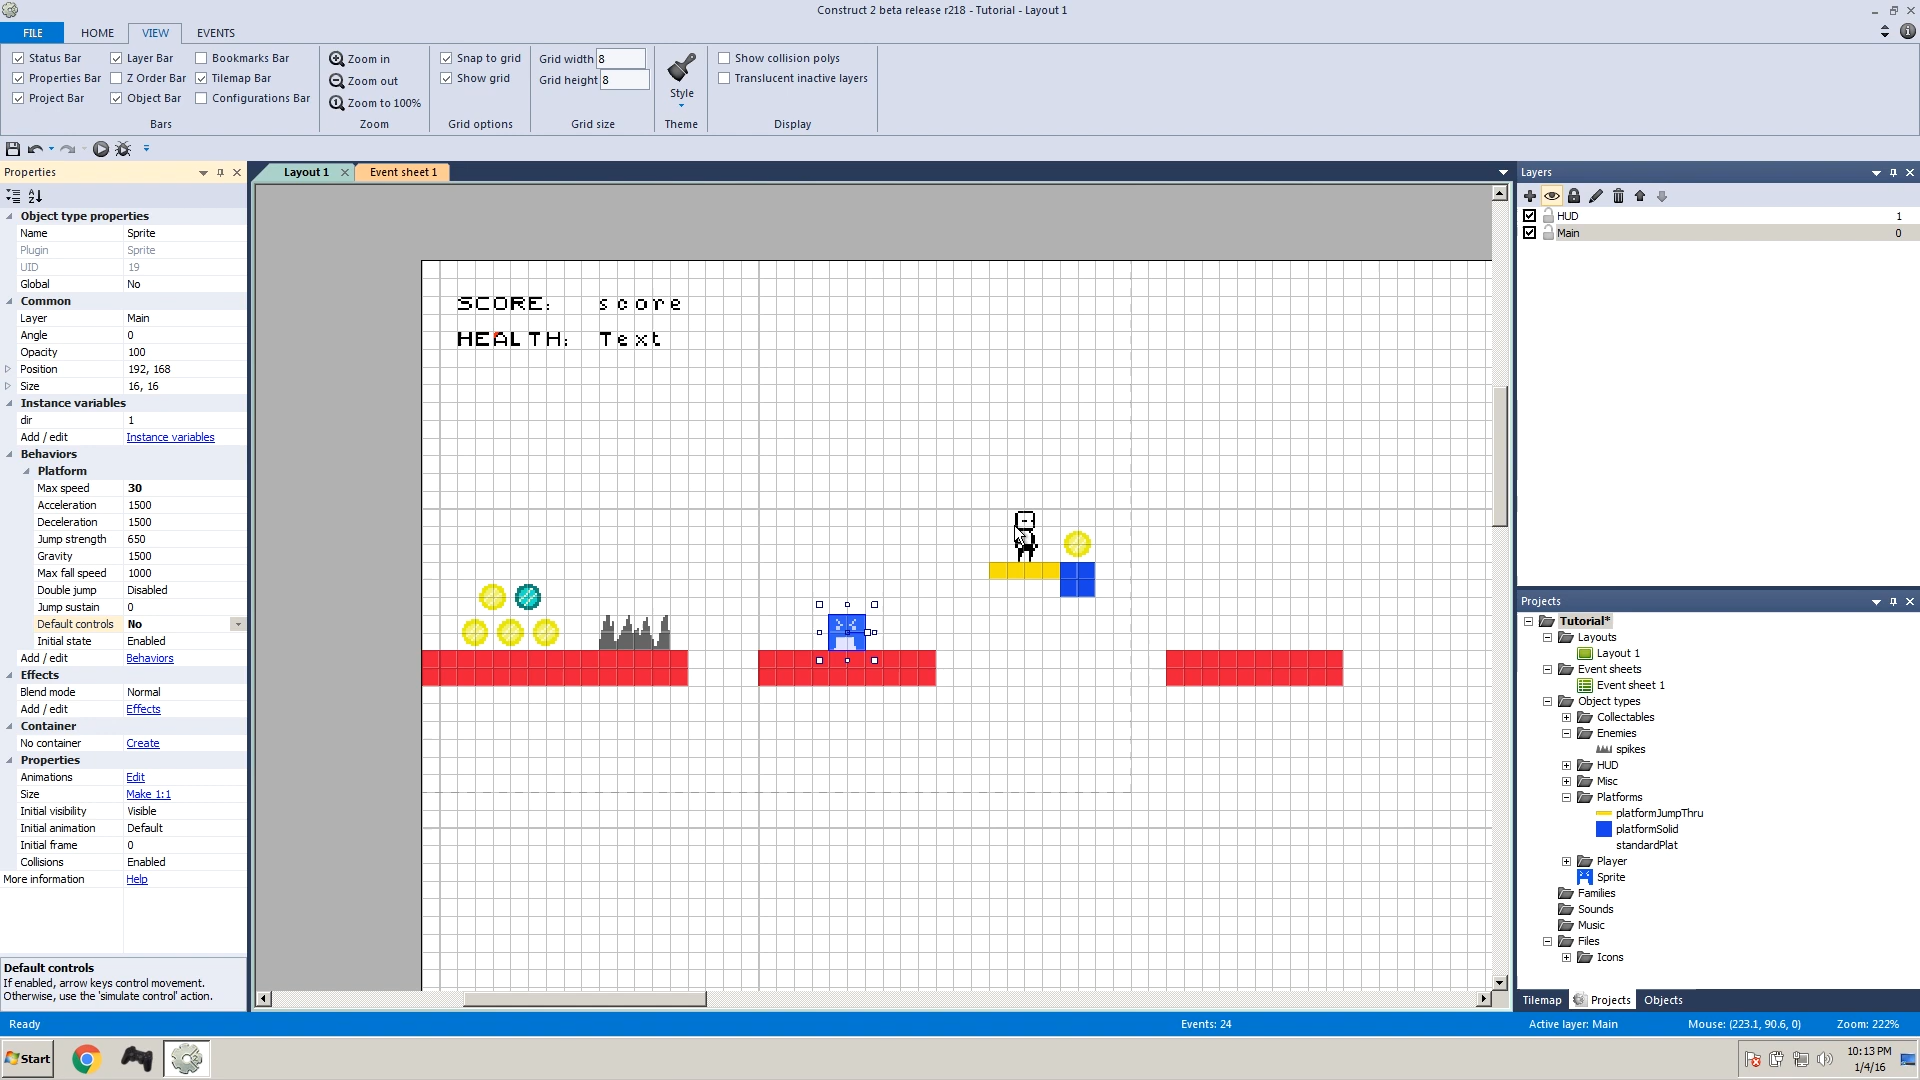 Construct 2 beta release r218 - Tutorial - Layout 1
FILE HOME VIEW EVENTS
Status Bar Layer Bar Bookmarks Bar
Properties Bar Z Order Bar Tilemap Bar
Project Bar Object Bar Configurations Bar
Bars
Zoom in
Zoom out
Zoom to 100%
Zoom
Snap to grid
Show grid
Grid options
Grid width 8
Grid height 8
Grid size
Style
Theme
Show collision polys
Translucent inactive layers
Display
Properties
Object type properties
Name Sprite
Plugin Sprite
UID 19
Global No
Common
Layer Main
Angle 0
Opacity 100
Position 192, 168
Size 16, 16
Instance variables
dir 1
Add / edit Instance variables
Behaviors
Platform
Max speed 30
Acceleration 1500
Deceleration 1500
Jump strength 650
Gravity 1500
Max fall speed 1000
Double jump Disabled
Jump sustain 0
Default controls No
Initial state Enabled
Add / edit Behaviors
Effects
Blend mode Normal
Add / edit Effects
Container
No container Create
Properties
Animations Edit
Size Make 1:1
Initial visibility Visible
Initial animation Default
Initial frame 0
Collisions Enabled
More information Help
Default controls
If enabled, arrow keys control movement.
Otherwise, use the 'simulate control' action.
Layout 1 Event sheet 1
SCORE: score
HEALTH: Text
Layers
HUD 1
Main 0
Projects
Tutorial*
Layouts
Layout 1
Event sheets
Event sheet 1
Object types
Collectables
Enemies
spikes
HUD
Misc
Platforms
platformJumpThru
platformSolid
standardPlat
Player
Sprite
Families
Sounds
Music
Files
Icons
Tilemap Projects Objects
Ready Events: 24 Active layer: Main Mouse: (223.1, 90.6, 0) Zoom: 222%
Start
10:13 PM
1/4/16